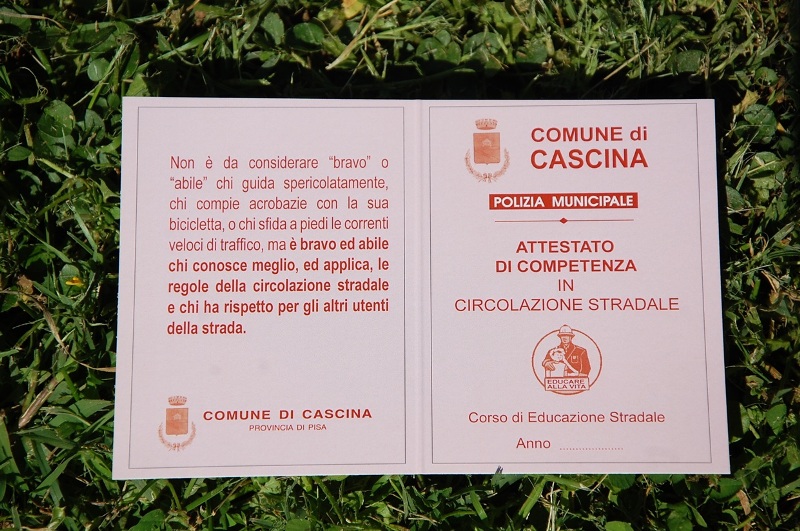 Non è da considerare “bravo” o
“abile” chi guida spericolatamente,
chi compie acrobazie con la sua
bicicletta, o chi sfida a piedi le correnti
veloci di traffico, ma è bravo ed abile
chi conosce meglio, ed applica, le
regole della circolazione stradale
e chi ha rispetto per gli altri utenti
della strada.
COMUNE DI CASCINA
PROVINCIA DI PISA
COMUNE di
CASCINA
POLIZIA MUNICIPALE
ATTESTATO
DI COMPETENZA
IN
CIRCOLAZIONE STRADALE
EDUCARE
ALLA VITA
Corso di Educazione Stradale
Anno ..................